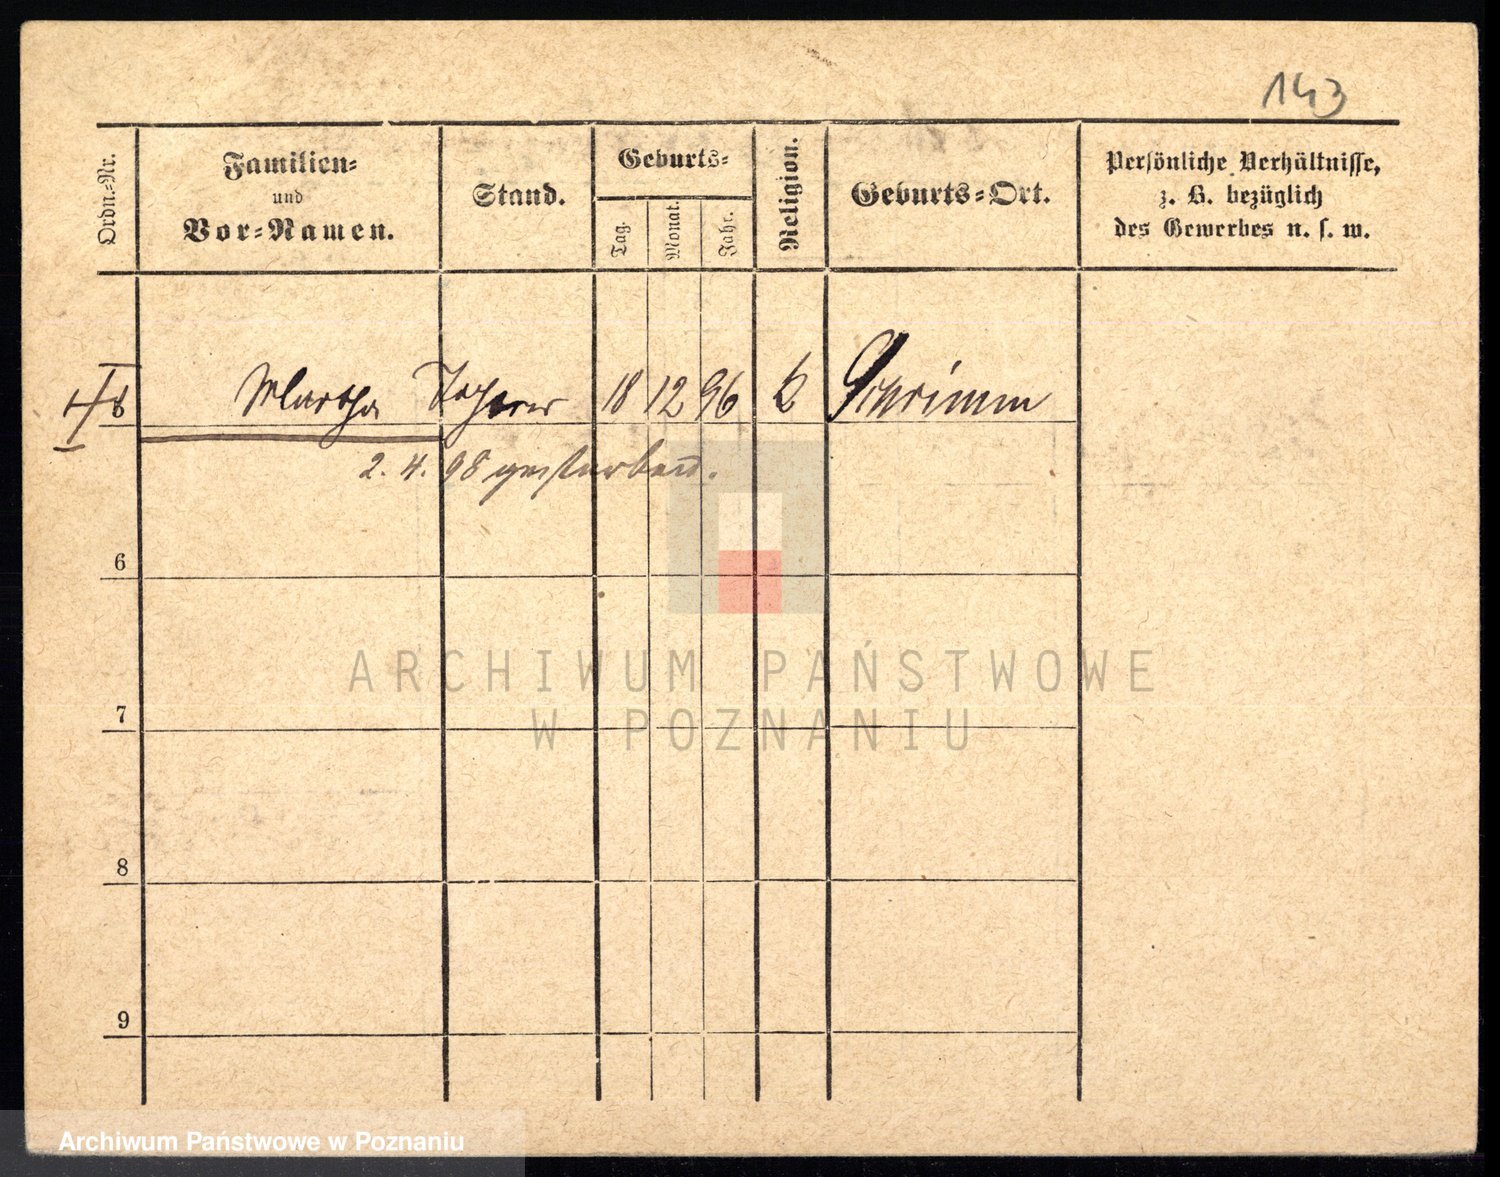 143
Ordn.-Nr.
Familien-
und
Vor-Namen.
Stand.
Geburts-
Tag.
Monat.
Jahr.
Religion.
Geburts-Ort.
Persönliche Verhältnisse,
z. B. bezüglich
des Gewerbes u. s. w.
Martha 18 12 96 Schrimm
2. 4. 98 gestorben.
6
7
8
9
ARCHIWUM PAŃSTWOWE
W POZNANIU
Archiwum Państwowe w Poznaniu